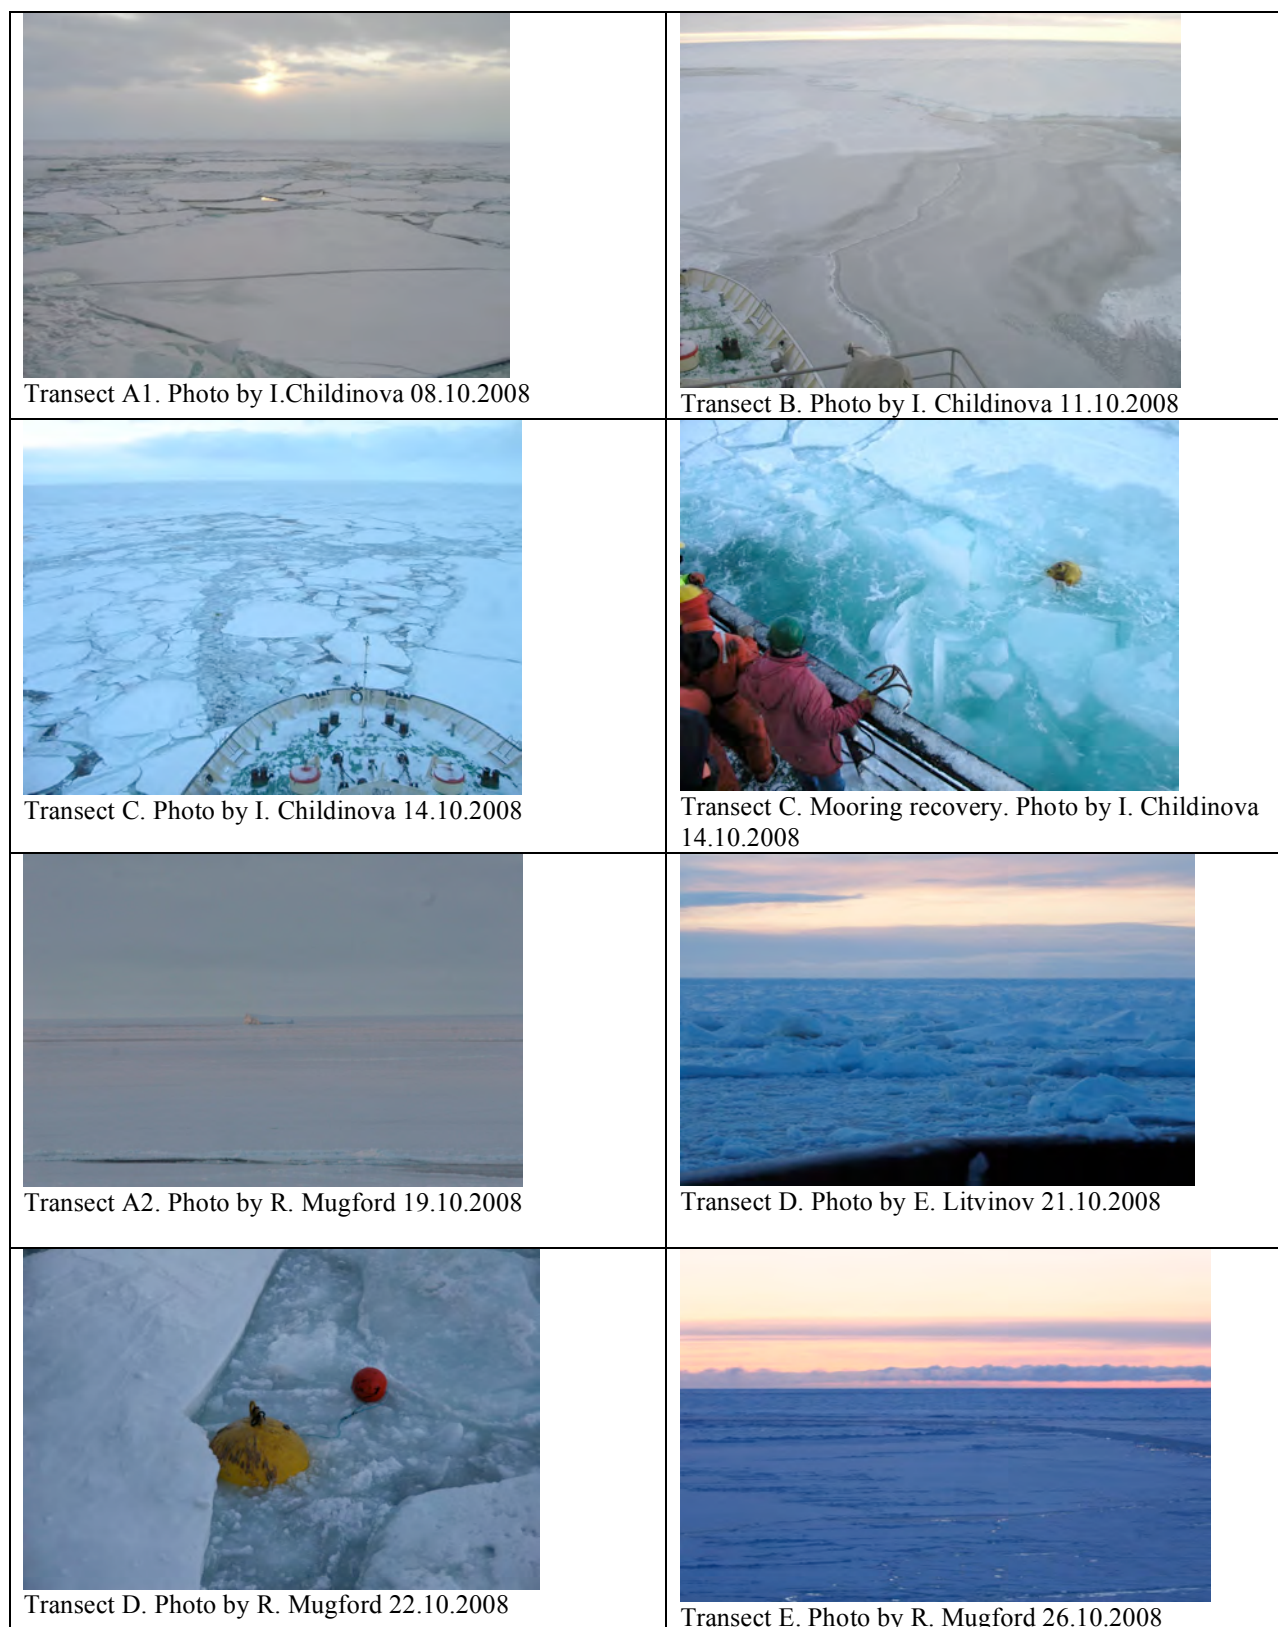 Transect A1. Photo by I.Childinova 08.10.2008
Transect B. Photo by I. Childinova 11.10.2008
Transect C. Photo by I. Childinova 14.10.2008
Transect C. Mooring recovery. Photo by I. Childinova
14.10.2008
Transect A2. Photo by R. Mugford 19.10.2008
Transect D. Photo by E. Litvinov 21.10.2008
Transect D. Photo by R. Mugford 22.10.2008
Transect E. Photo by R. Mugford 26.10.2008